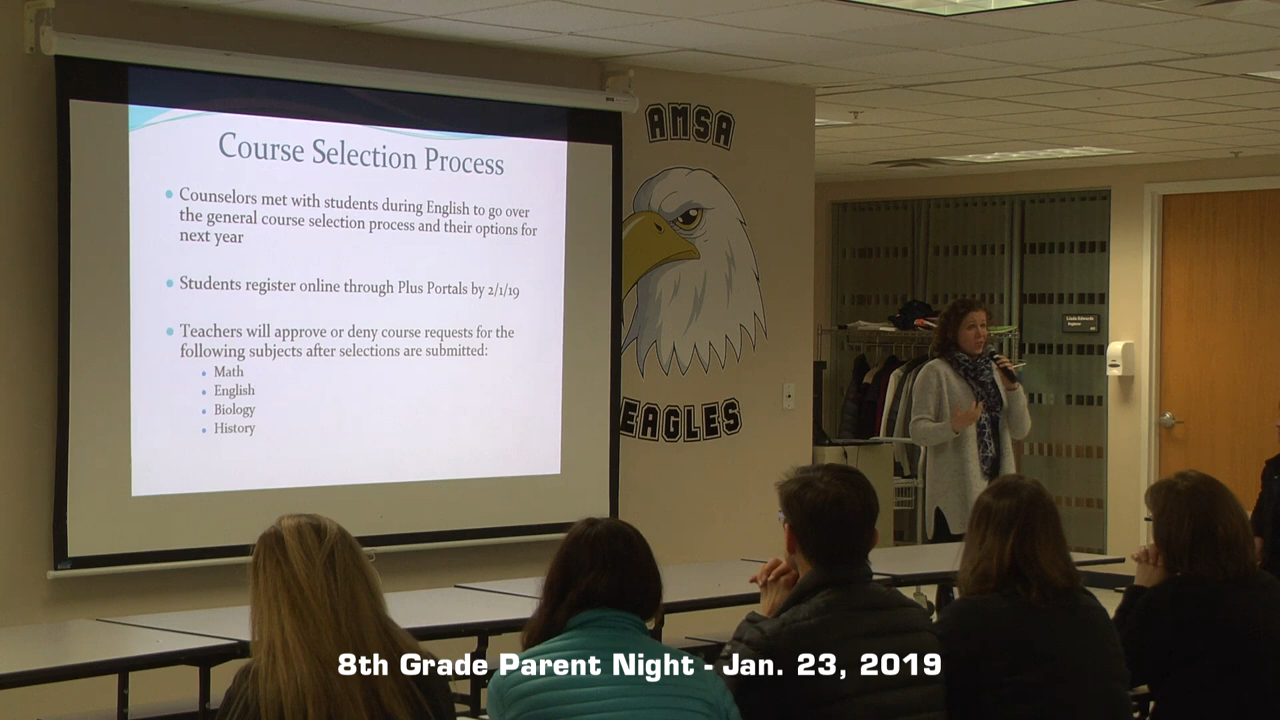 Course Selection Process
Counselors met with students during English to go over
the general course selection process and their options for
next year
Students register online through Plus Portals by 2/1/19
Teachers will approve or deny course requests for the
following subjects after selections are submitted:
Math
English
Biology
History
AMSA
EAGLES
Linda Edwards
8th Grade Parent Night - Jan. 23, 2019